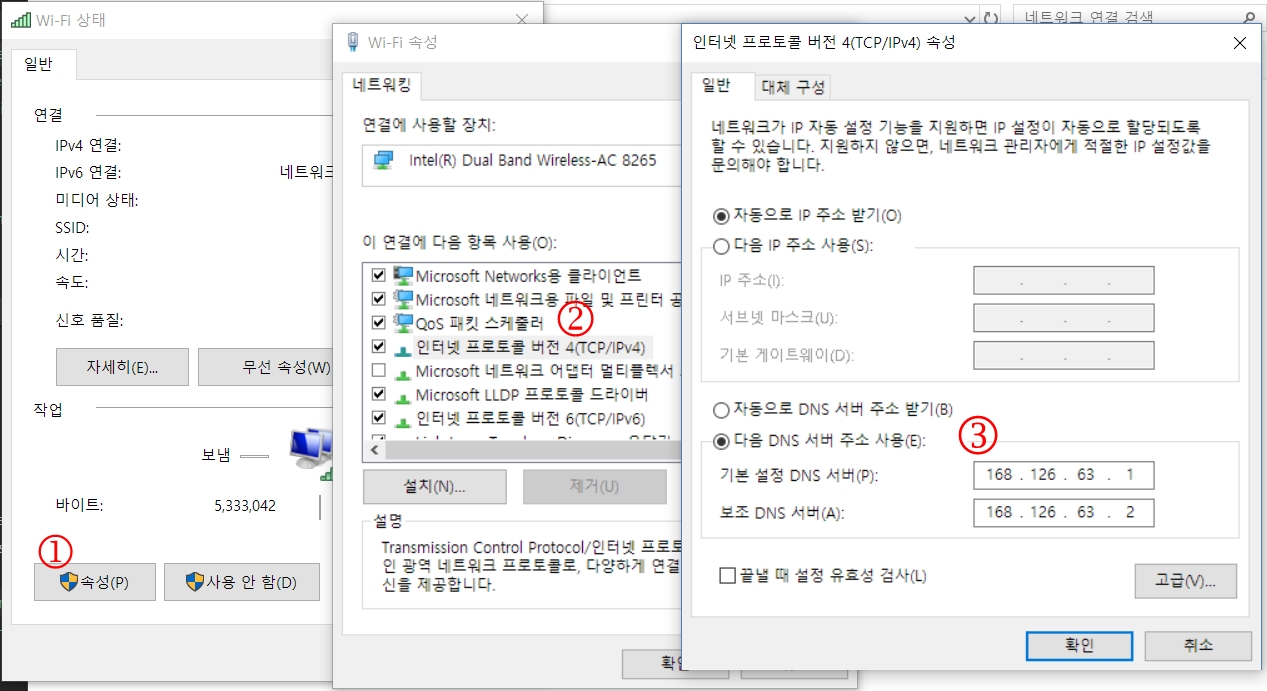 Wi-Fi 상태
일반
연결
IPv4 연결:
IPv6 연결:
네트워크
미디어 상태:
SSID:
시간:
속도:
신호 품질:
자세히(E)...
무선 속성(W)
작업
보냄
바이트:
5,333,042
①
속성(P)
사용 안 함(D)
Wi-Fi 속성
네트워킹
연결에 사용할 장치:
Intel(R) Dual Band Wireless-AC 8265
이 연결에 다음 항목 사용(O):
Microsoft Networks용 클라이언트
Microsoft 네트워크용 파일 및 프린터 공
QoS 패킷 스케줄러
②
인터넷 프로토콜 버전 4(TCP/IPv4)
Microsoft 네트워크 어댑터 멀티플렉서
Microsoft LLDP 프로토콜 드라이버
인터넷 프로토콜 버전 6(TCP/IPv6)
설치(N)...
제거(U)
설명
Transmission Control Protocol/인터넷 프로토
인 광역 네트워크 프로토콜로, 다양하게 연결
신을 제공합니다.
네트워크 연결 검색
인터넷 프로토콜 버전 4(TCP/IPv4) 속성
일반
대체 구성
네트워크가 IP 자동 설정 기능을 지원하면 IP 설정이 자동으로 할당되도록
할 수 있습니다. 지원하지 않으면, 네트워크 관리자에게 적절한 IP 설정값을
문의해야 합니다.
자동으로 IP 주소 받기(O)
다음 IP 주소 사용(S):
IP 주소(I):
서브넷 마스크(U):
기본 게이트웨이(D):
자동으로 DNS 서버 주소 받기(B)
다음 DNS 서버 주소 사용(E):
③
기본 설정 DNS 서버(P):
168 . 126 . 63 . 1
보조 DNS 서버(A):
168 . 126 . 63 . 2
끝낼 때 설정 유효성 검사(L)
고급(V)...
확인
취소